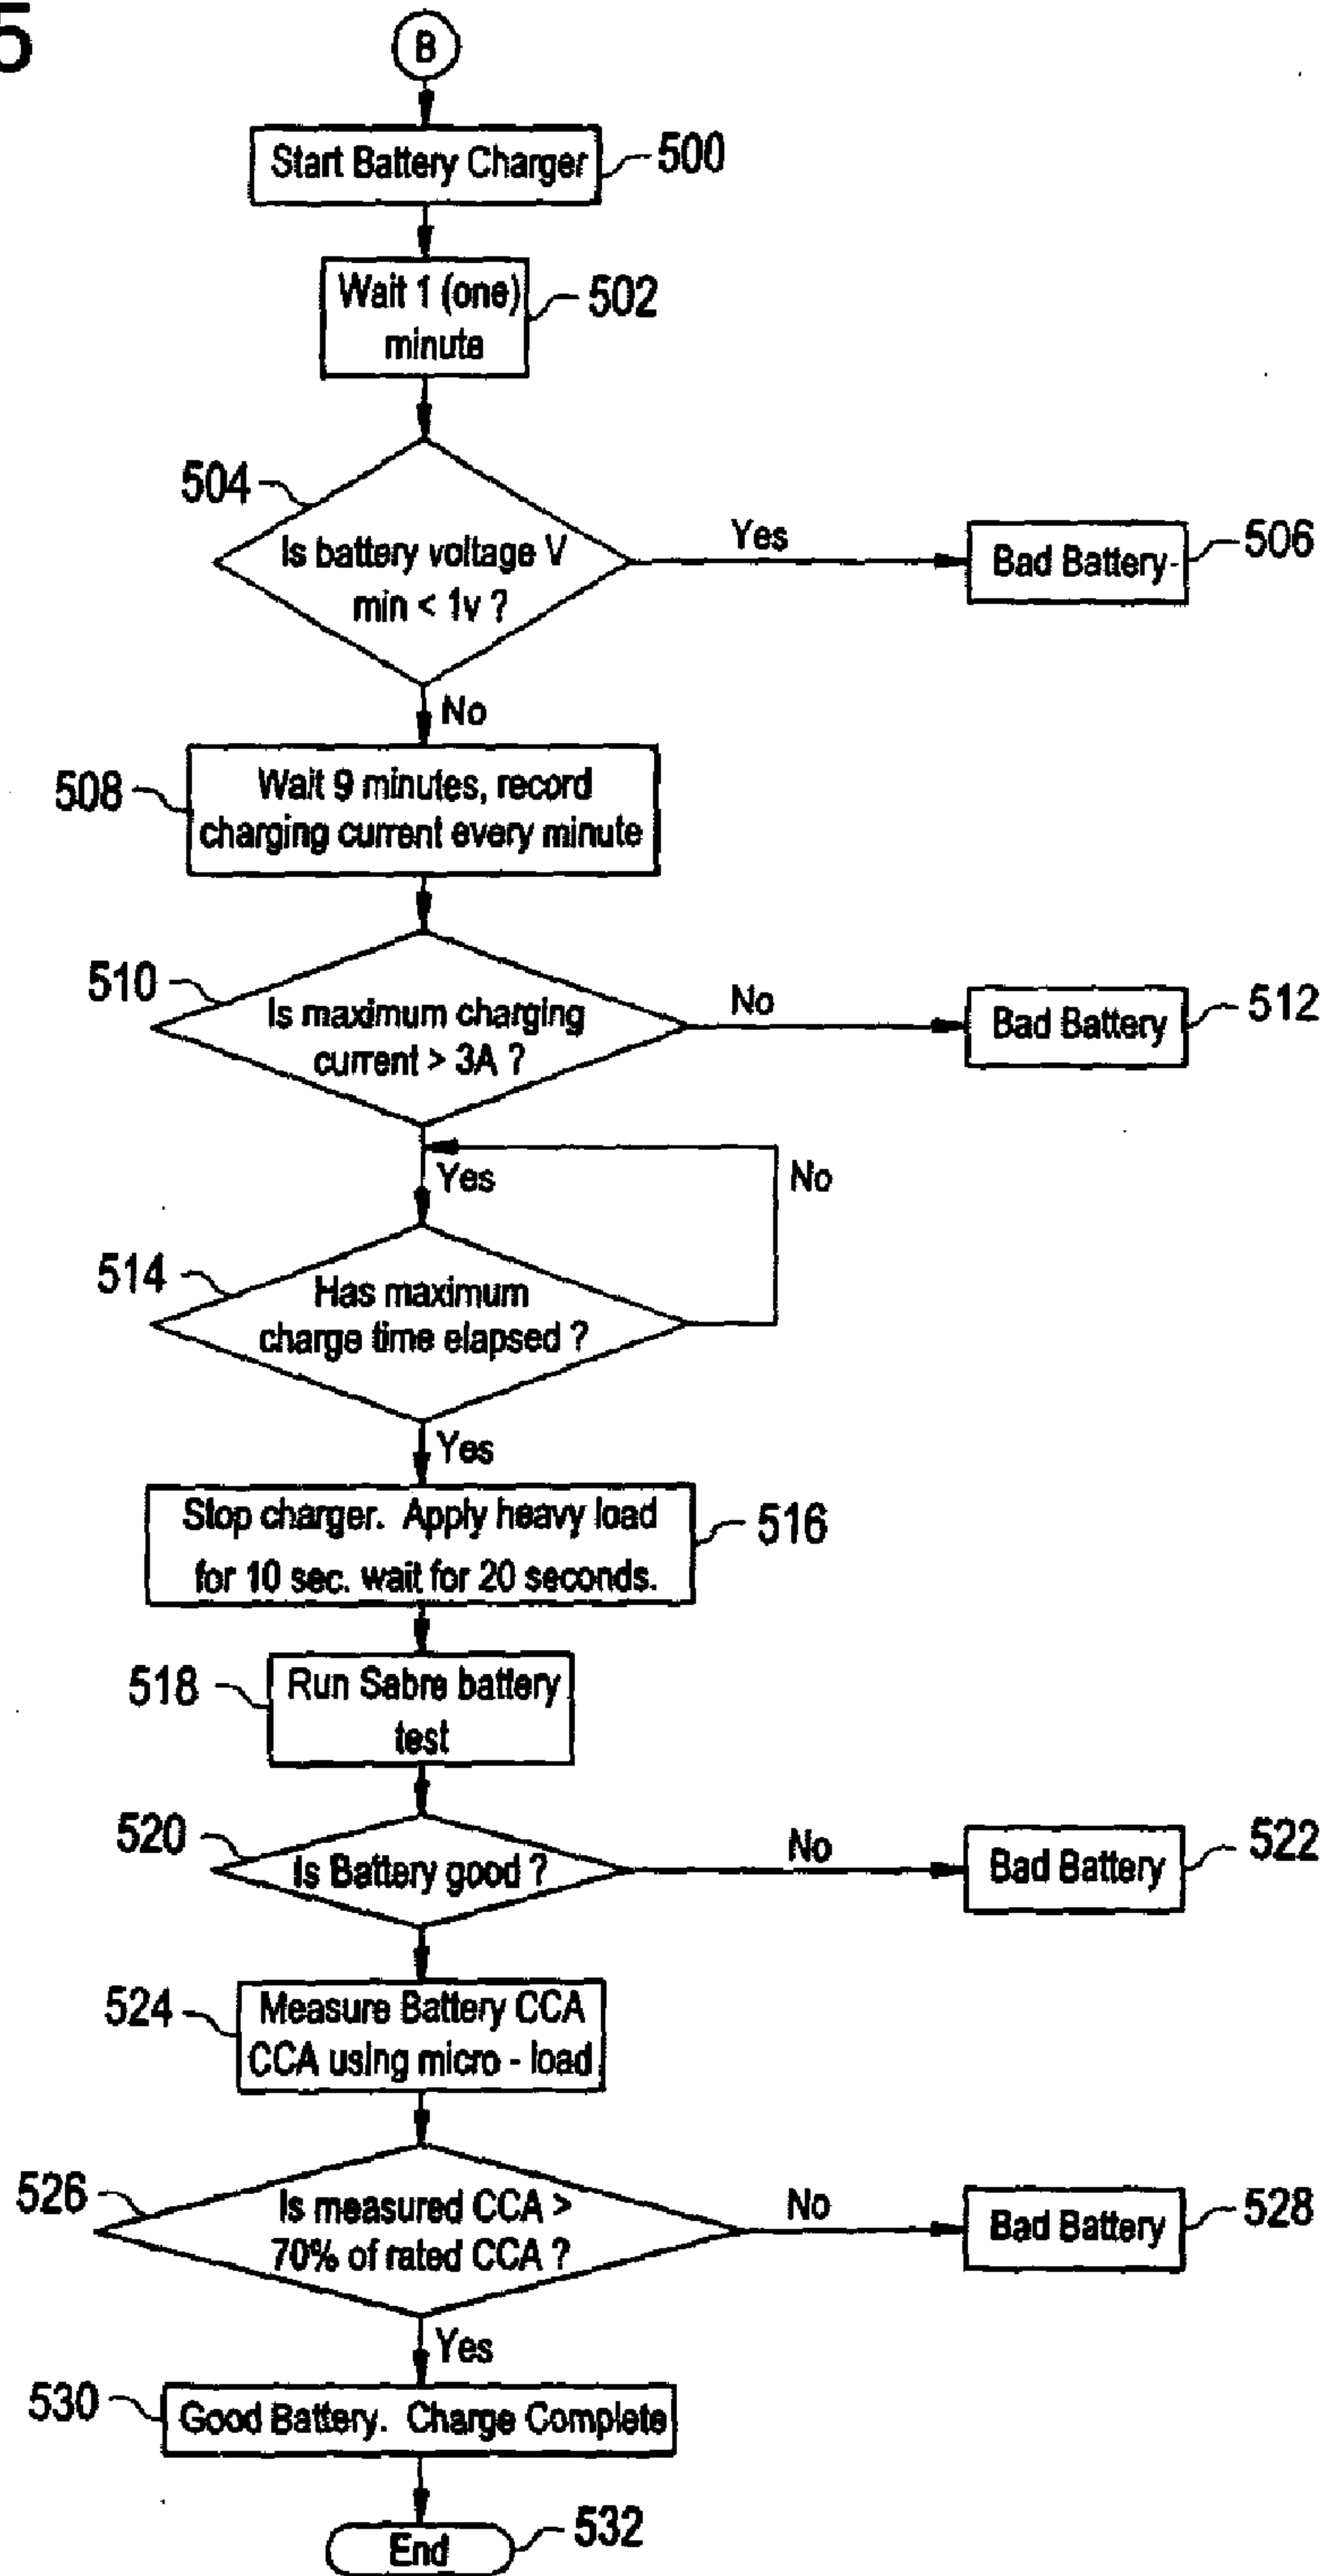 5
B
Start Battery Charger
500
Wait 1 (one)
minute
502
504
Is battery voltage V
min < 1v ?
Yes
Bad Battery-
506
No
508
Wait 9 minutes, record
charging current every minute
510
Is maximum charging
current > 3A ?
No
Bad Battery
512
Yes
No
514
Has maximum
charge time elapsed ?
Yes
Stop charger. Apply heavy load
for 10 sec. wait for 20 seconds.
516
518
Run Sabre battery
test
520
Is Battery good ?
No
Bad Battery
522
524
Measure Battery CCA
CCA using micro - load
526
Is measured CCA >
70% of rated CCA ?
No
Bad Battery
528
Yes
530
Good Battery. Charge Complete
End
532